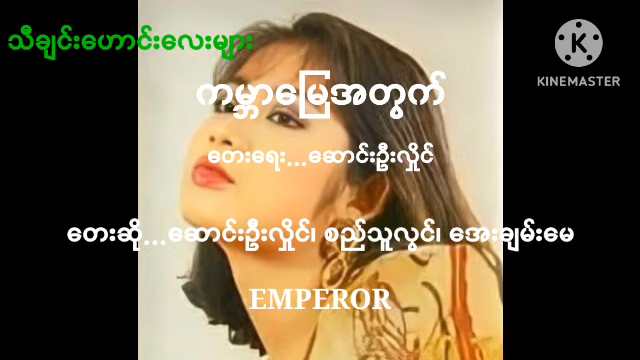 သီချင်းဟောင်းလေးများ
KINEMASTER
ကမ္ဘာမြေအတွက်
တေးရေး...ဆောင်းဦးလှိုင်
တေးဆို...ဆောင်းဦးလှိုင်၊ စည်သူလွင်၊ အေးချမ်းမေ
EMPEROR